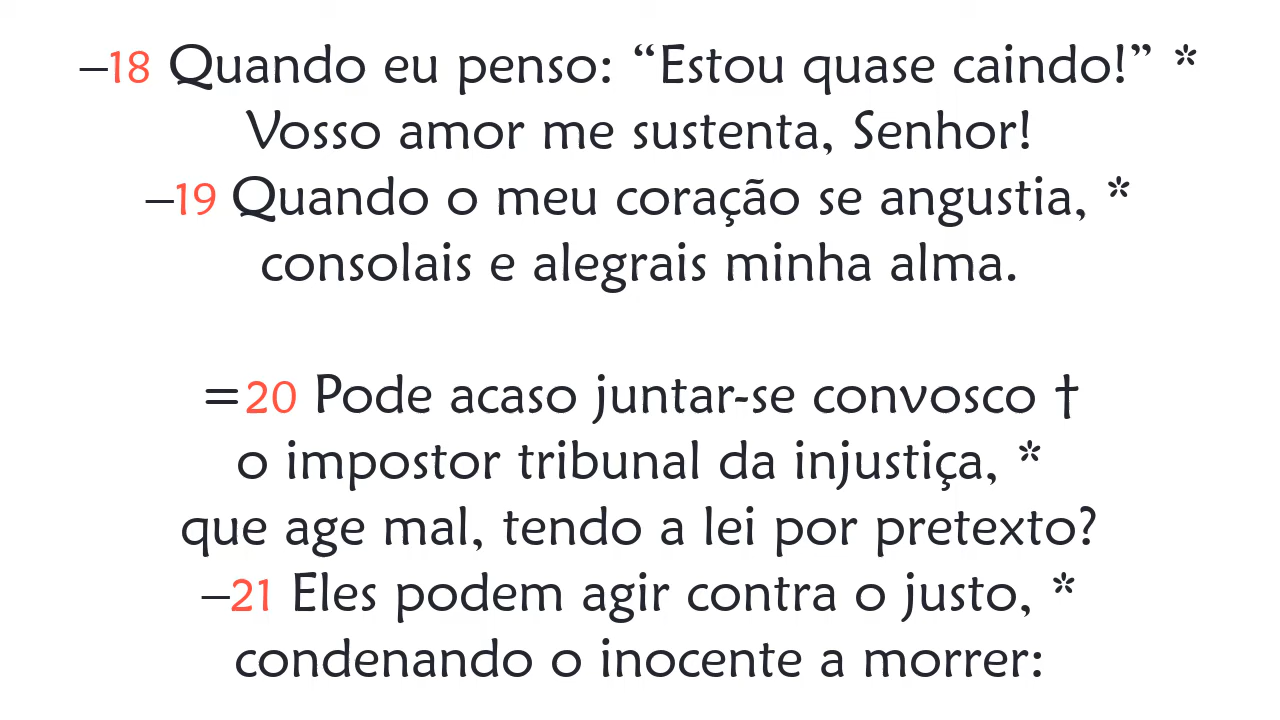 –18 Quando eu penso: “Estou quase caindo!” *
Vosso amor me sustenta, Senhor!
–19 Quando o meu coração se angustia, *
consolais e alegrais minha alma.
=20 Pode acaso juntar-se convosco †
o impostor tribunal da injustiça, *
que age mal, tendo a lei por pretexto?
–21 Eles podem agir contra o justo, *
condenando o inocente a morrer: